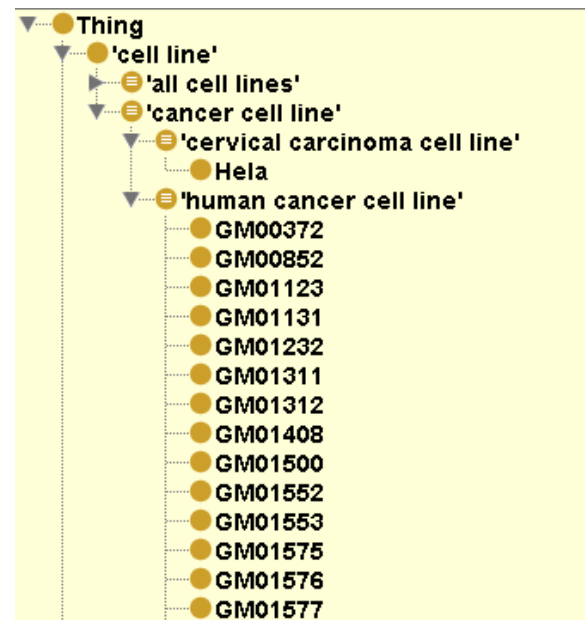 Thing
'cell line'
'all cell lines'
'cancer cell line'
'cervical carcinoma cell line'
Hela
'human cancer cell line'
GM00372
GM00852
GM01123
GM01131
GM01232
GM01311
GM01312
GM01408
GM01500
GM01552
GM01553
GM01575
GM01576
GM01577